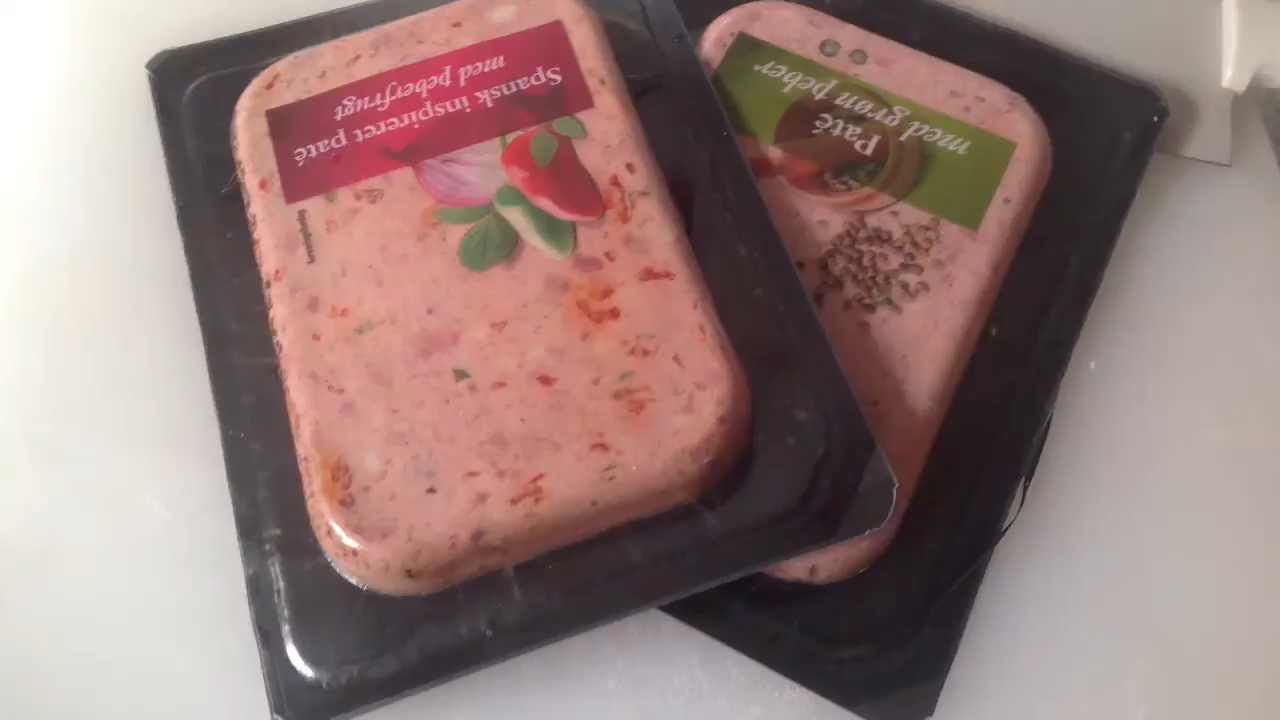 Spansk inspireret paté
med peberfrugt
Paté
med grøn peber